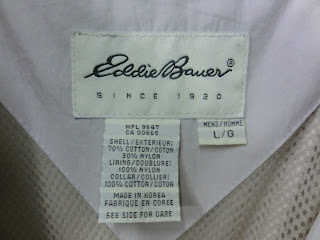 Eddie Bauer®
SINCE 1920
MENS/HOMME
L/G
WPL 9647
CA 00665
SHELL/EXTERIEUR:
70% COTTON/COTON
30% NYLON
LINING/DOUBLURE:
100% NYLON
COLLAR/COLLIER:
100% COTTON/COTON
MADE IN KOREA
FABRIQUE EN COREE
SEE SIDE FOR CARE